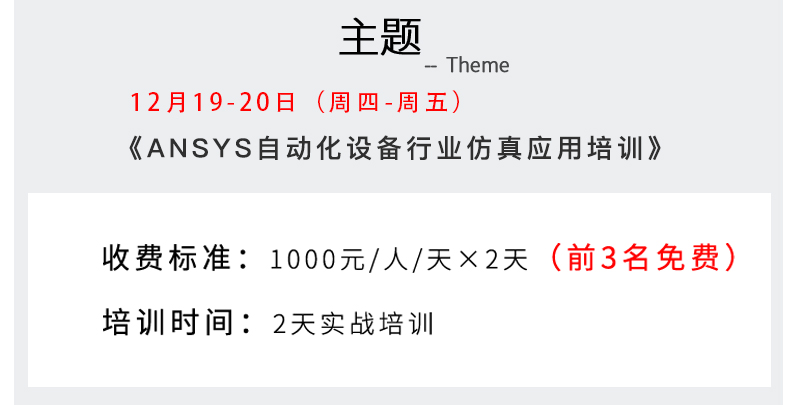 主题
-- Theme
12月19-20日（周四-周五）
《ANSYS自动化设备行业仿真应用培训》
收费标准：1000元/人/天×2天（前3名免费）
培训时间：2天实战培训